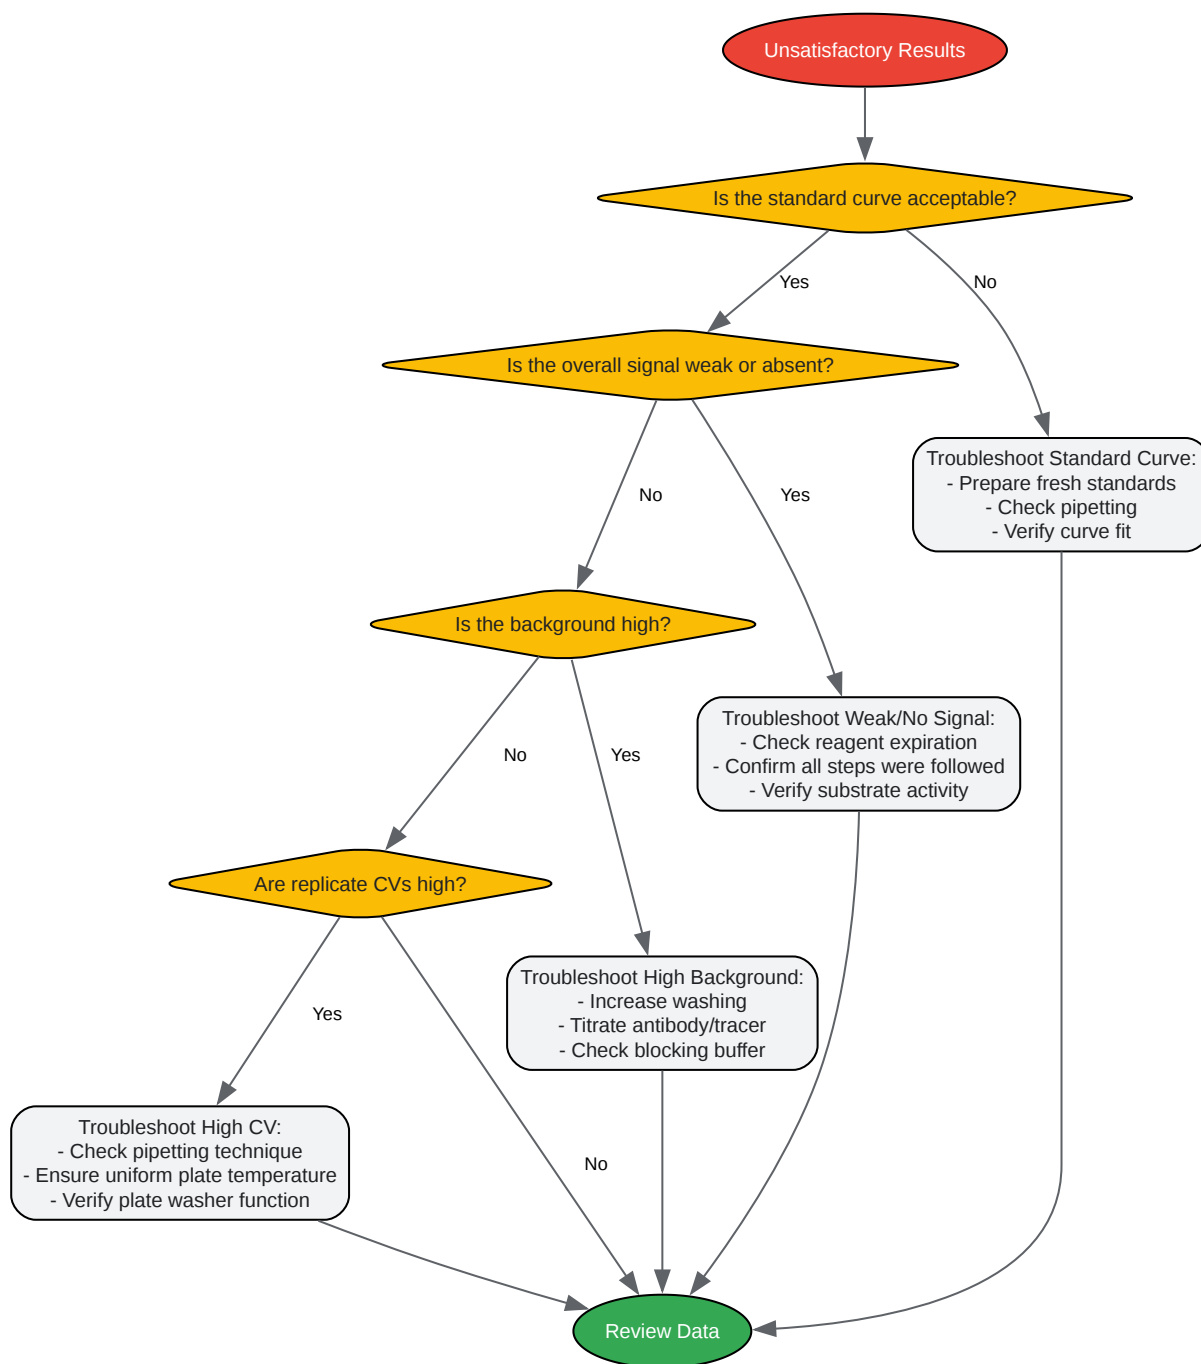 Unsatisfactory Results
Is the standard curve acceptable?
Yes
No
Is the overall signal weak or absent?
Troubleshoot Standard Curve:
- Prepare fresh standards
- Check pipetting
- Verify curve fit
No
Yes
Is the background high?
Troubleshoot Weak/No Signal:
- Check reagent expiration
- Confirm all steps were followed
- Verify substrate activity
No
Yes
Are replicate CVs high?
Troubleshoot High Background:
- Increase washing
- Titrate antibody/tracer
- Check blocking buffer
Yes
Troubleshoot High CV:
- Check pipetting technique
- Ensure uniform plate temperature
- Verify plate washer function
No
Review Data